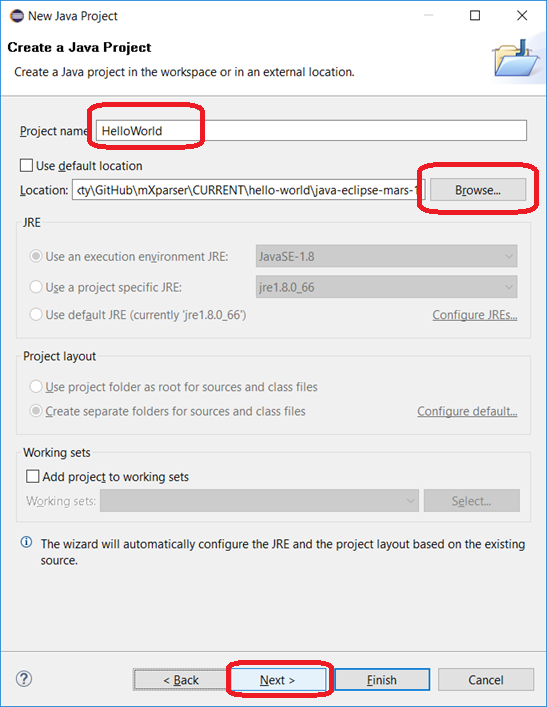 New Java Project
Create a Java Project
Create a Java project in the workspace or in an external location.
Project name: HelloWorld
Use default location
Location: cty\GitHub\mXparser\CURRENT\hello-world\java-eclipse-mars-1 Browse...
JRE
Use an execution environment JRE: JavaSE-1.8
Use a project specific JRE: jre1.8.0_66
Use default JRE (currently 'jre1.8.0_66') Configure JREs...
Project layout
Use project folder as root for sources and class files
Create separate folders for sources and class files Configure default...
Working sets
Add project to working sets
Working sets: Select...
The wizard will automatically configure the JRE and the project layout based on the existing
source.
? < Back Next > Finish Cancel